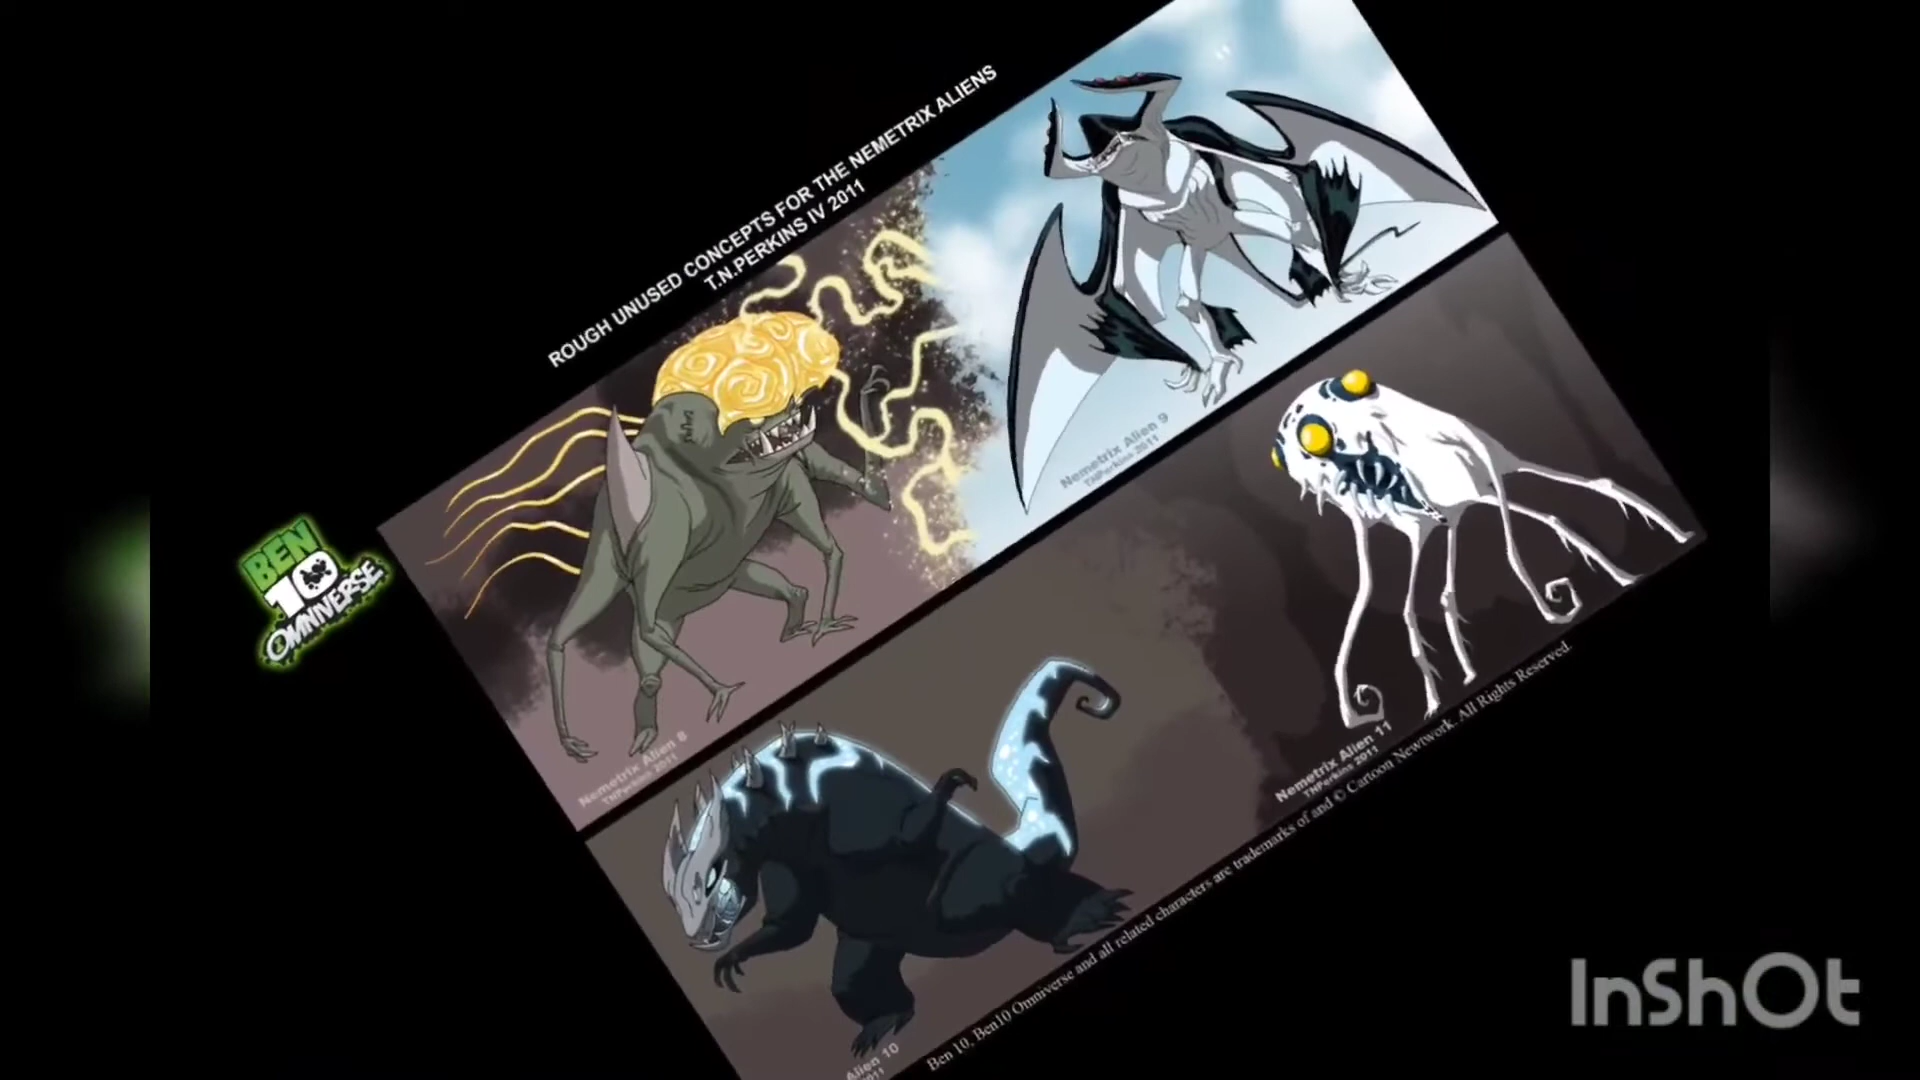 ROUGH UNUSED CONCEPTS FOR THE NEMETRIX ALIENS
T.N.PERKINS IV 2011
Nemetrix Alien 9
TNPerkins 2011
BEN
10
OMNIVERSE
Nemetrix Alien 8
TNPerkins 2011
Nemetrix Alien 11
TNPerkins 2011
Alien 10
2011
Ben 10, Ben10 Omniverse and all related characters are trademarks of and © Cartoon Newtwork. All Rights Reserved.
InShOt